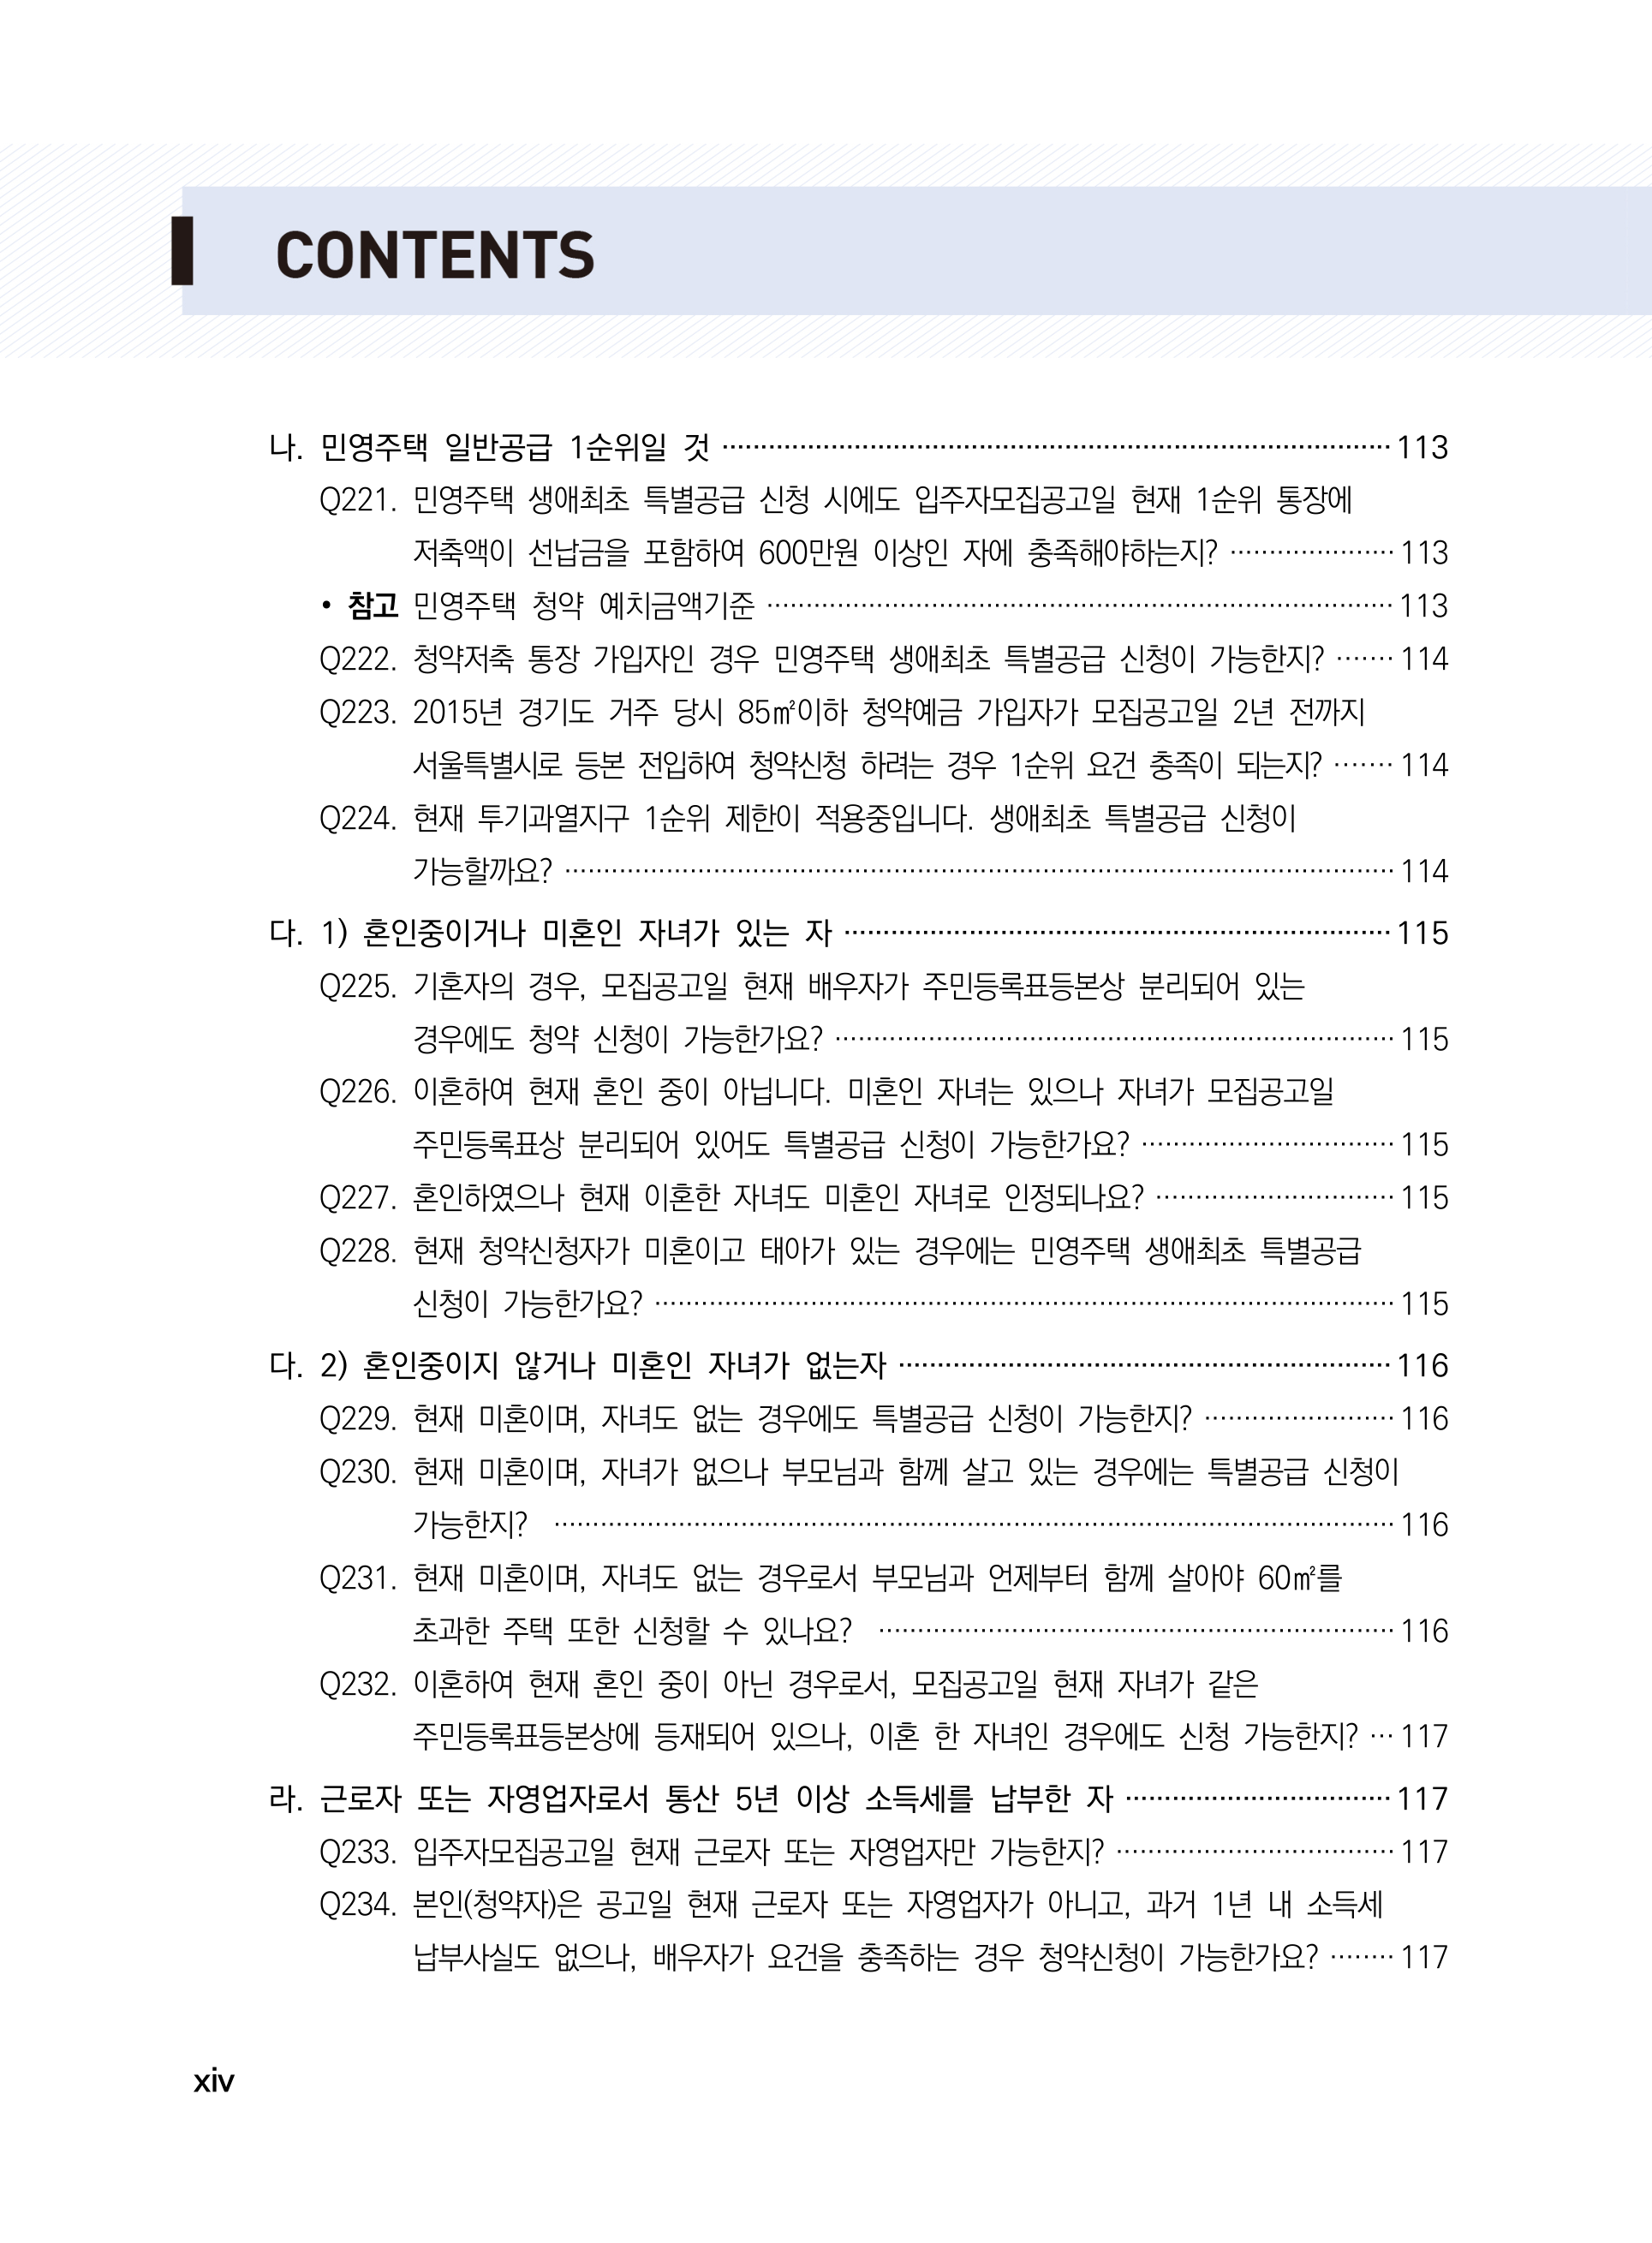 CONTENTS
나. 민영주택 일반공급 1순위일 것 ········ 113
Q221. 민영주택 생애최초 특별공급 신청 시에도 입주자모집공고일 현재 1순위 통장에
저축액이 선납금을 포함하여 600만원 이상인 자에 충족해야하는지? ········ 113
• 참고 민영주택 청약 예치금액기준 ········ 113
Q222. 청약저축 통장 가입자인 경우 민영주택 생애최초 특별공급 신청이 가능한지? ······· 114
Q223. 2015년 경기도 거주 당시 85㎡이하 청약예금 가입자가 모집공고일 2년 전까지
서울특별시로 등본 전입하여 청약신청 하려는 경우 1순위 요건 충족이 되는지? ······· 114
Q224. 현재 투기과열지구 1순위 제한이 적용중입니다. 생애최초 특별공급 신청이
가능할까요? ········ 114
다. 1) 혼인중이거나 미혼인 자녀가 있는 자 ········ 115
Q225. 기혼자의 경우, 모집공고일 현재 배우자가 주민등록표등본상 분리되어 있는
경우에도 청약 신청이 가능한가요? ········ 115
Q226. 이혼하여 현재 혼인 중이 아닙니다. 미혼인 자녀는 있으나 자녀가 모집공고일
주민등록표상 분리되어 있어도 특별공급 신청이 가능한가요? ········ 115
Q227. 혼인하였으나 현재 이혼한 자녀도 미혼인 자녀로 인정되나요? ········ 115
Q228. 현재 청약신청자가 미혼이고 태아가 있는 경우에는 민영주택 생애최초 특별공급
신청이 가능한가요? ········ 115
다. 2) 혼인중이지 않거나 미혼인 자녀가 없는자 ········ 116
Q229. 현재 미혼이며, 자녀도 없는 경우에도 특별공급 신청이 가능한지? ········ 116
Q230. 현재 미혼이며, 자녀가 없으나 부모님과 함께 살고 있는 경우에는 특별공급 신청이
가능한지? ········ 116
Q231. 현재 미혼이며, 자녀도 없는 경우로서 부모님과 언제부터 함께 살아야 60㎡를
초과한 주택 또한 신청할 수 있나요? ········ 116
Q232. 이혼하여 현재 혼인 중이 아닌 경우로서, 모집공고일 현재 자녀가 같은
주민등록표등본상에 등재되어 있으나, 이혼 한 자녀인 경우에도 신청 가능한지? ··· 117
라. 근로자 또는 자영업자로서 통산 5년 이상 소득세를 납부한 자 ········ 117
Q233. 입주자모집공고일 현재 근로자 또는 자영업자만 가능한지? ········ 117
Q234. 본인(청약자)은 공고일 현재 근로자 또는 자영업자가 아니고, 과거 1년 내 소득세
납부사실도 없으나, 배우자가 요건을 충족하는 경우 청약신청이 가능한가요? ········ 117
xiv